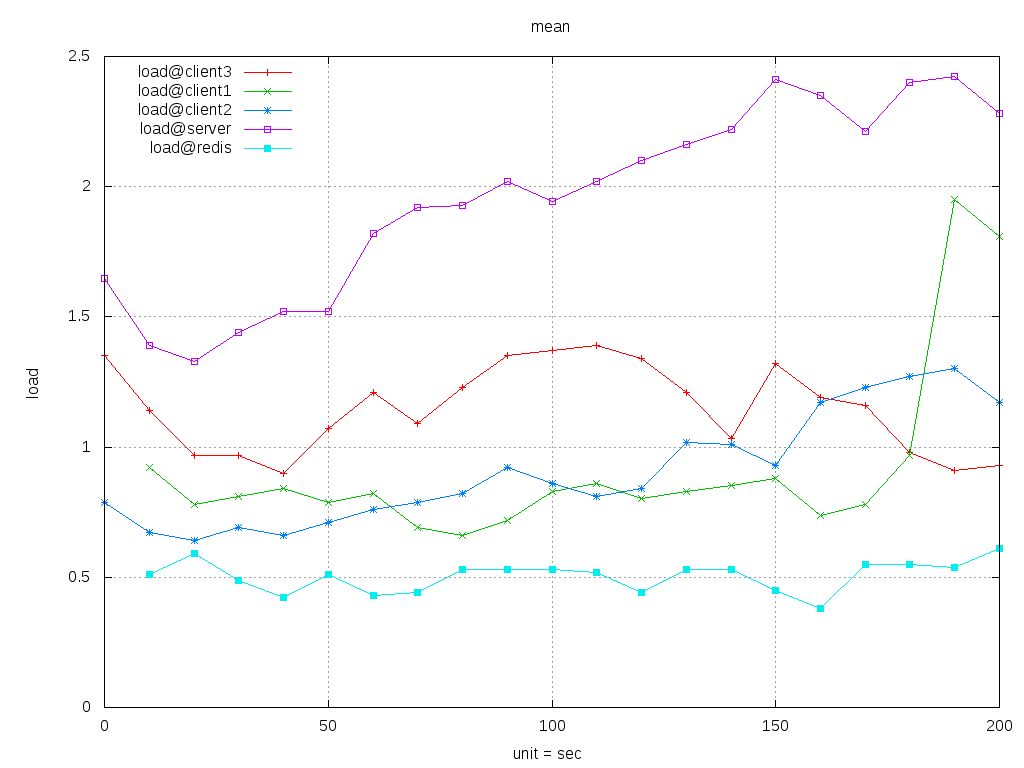 mean
2.5
2
1.5
1
0.5
0
load
load@client3
load@client1
load@client2
load@server
load@redis
0 50 100 150 200
unit = sec